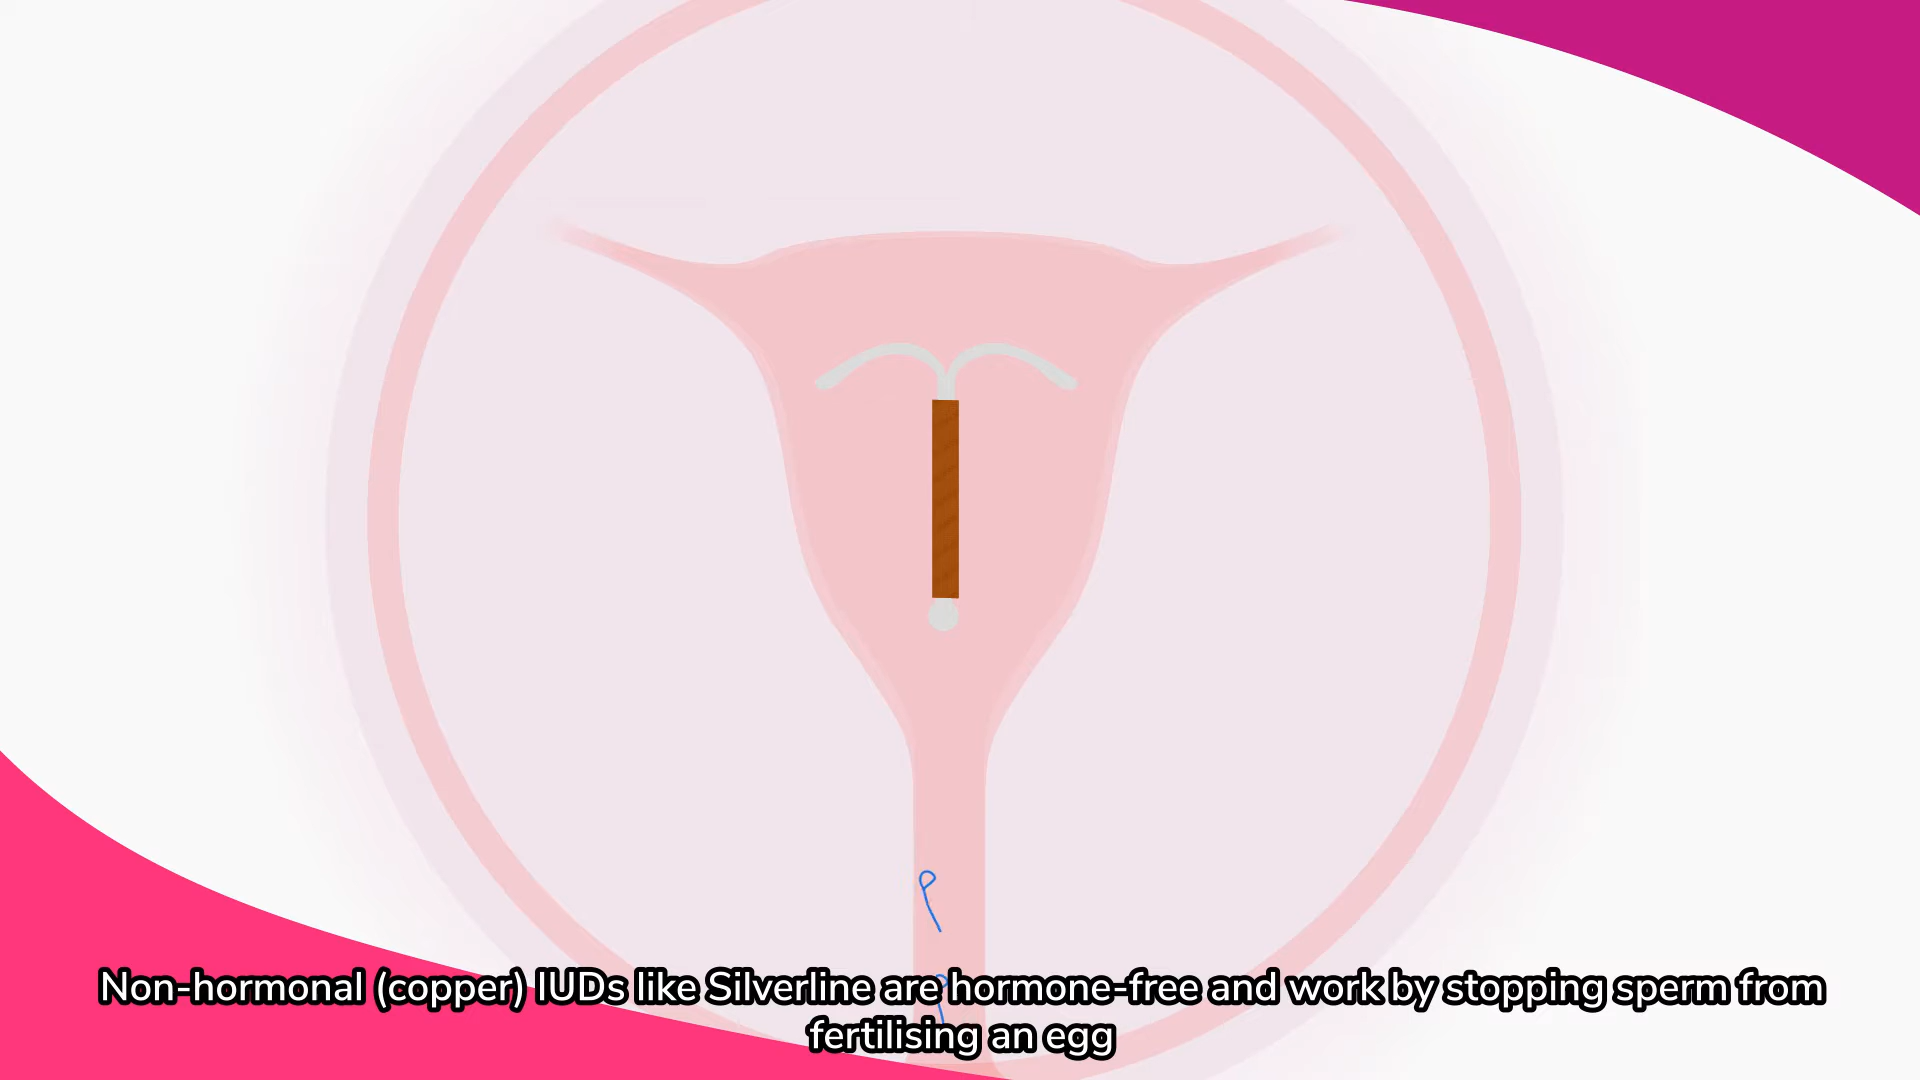 Non-hormonal (copper) IUDs like Silverline are hormone-free and work by stopping sperm from
fertilising an egg